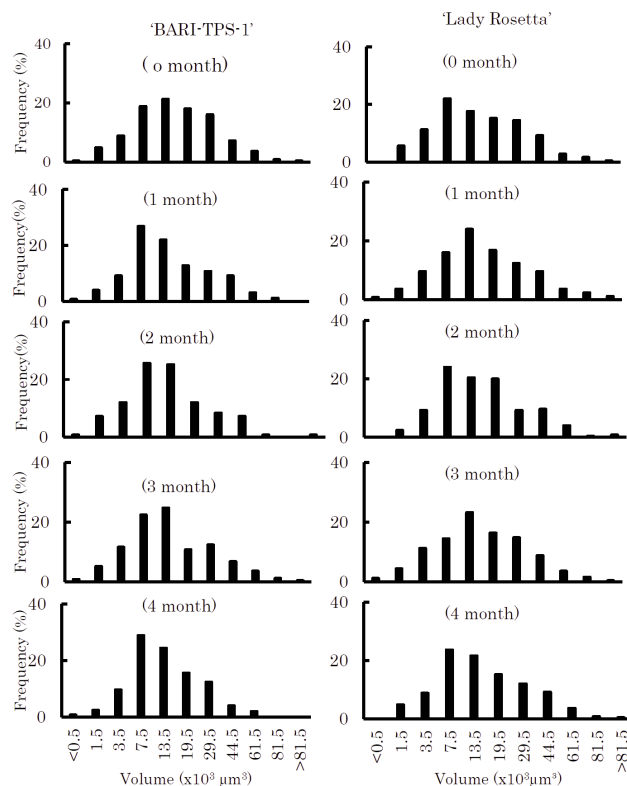 'BARI-TPS-1'
'Lady Rosetta'
Frequency (%)
40
20
0
( o month)
40
20
0
(0 month)
Frequency(%)
40
20
0
(1 month)
40
20
0
(1 month)
Frequency(%)
40
20
0
(2 month)
40
20
0
(2 month)
Frequency (%)
40
20
0
(3 month)
40
20
0
(3 month)
Frequency (%)
40
20
0
(4 month)
40
20
0
(4 month)
<0.5 1.5 3.5 7.5 13.5 19.5 29.5 44.5 61.5 81.5 >81.5
<0.5 1.5 3.5 7.5 13.5 19.5 29.5 44.5 61.5 81.5 >81.5
Volume (x10³ µm³)
Volume (x10³µm³)